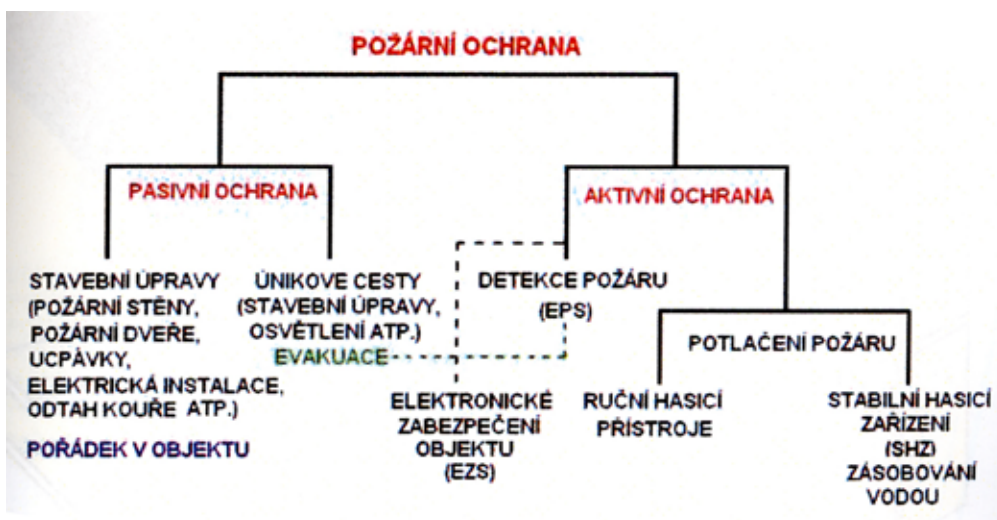 POŽÁRNÍ OCHRANA
PASIVNÍ OCHRANA
AKTIVNÍ OCHRANA
STAVEBNÍ ÚPRAVY
(POŽÁRNÍ STĚNY,
POŽÁRNÍ DVEŘE,
UCPÁVKY,
ELEKTRICKÁ INSTALACE,
ODTAH KOUŘE ATP.)
POŘÁDEK V OBJEKTU
ÚNIKOVE CESTY
(STAVEBNÍ ÚPRAVY,
OSVĚTLENÍ ATP.)
EVAKUACE
DETEKCE POŽÁRU
(EPS)
ELEKTRONICKÉ
ZABEZPEČENÍ
OBJEKTU
(EZS)
POTLAČENÍ POŽÁRU
RUČNÍ HASICÍ
PŘÍSTROJE
STABILNÍ HASICÍ
ZAŘÍZENÍ
(SHZ)
ZÁSOBOVÁNÍ
VODOU